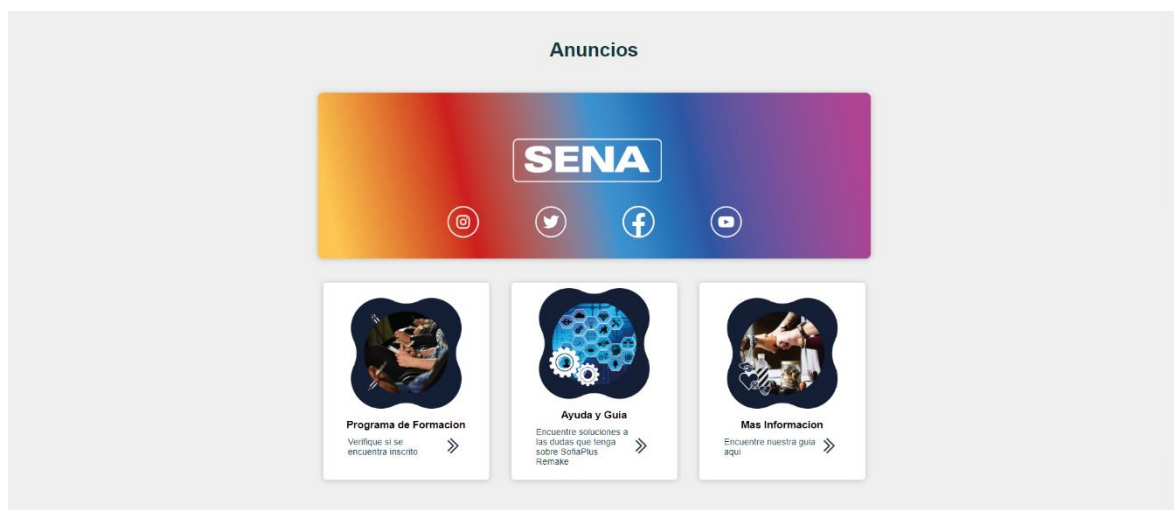 Anuncios
SENA
Programa de Formacion
Verifique si se
encuentra inscrito
Ayuda y Guia
Encuentre soluciones a
las dudas que tenga
sobre SofiaPlus
Remake
Mas Informacion
Encuentre nuestra guia
aqui